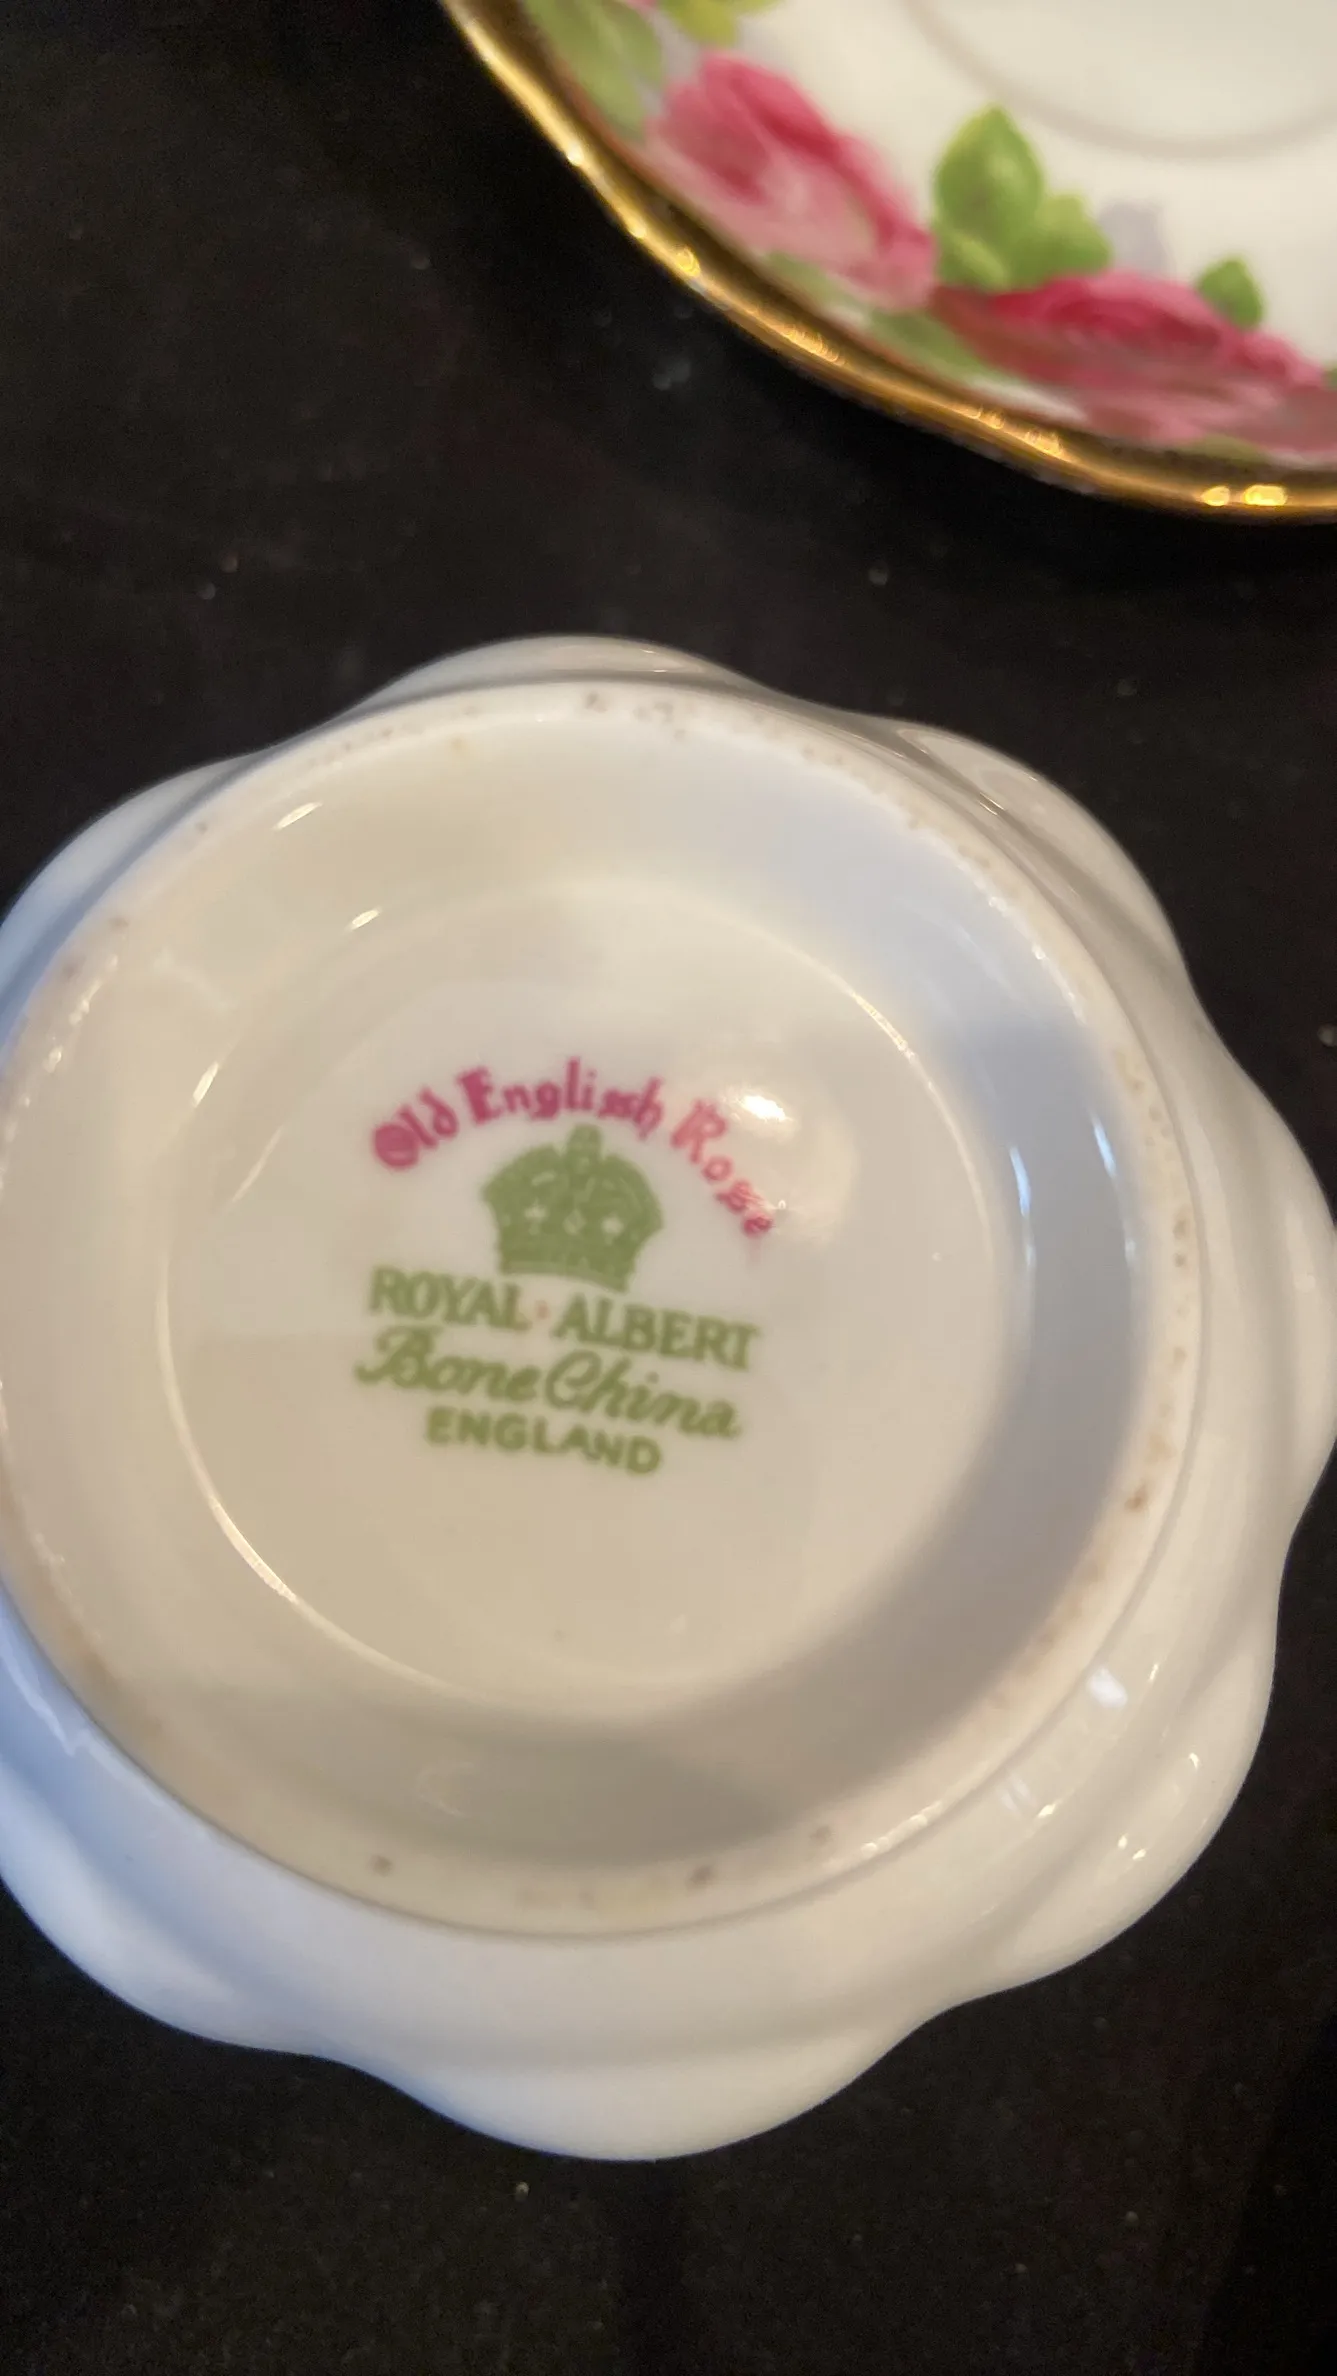 Old English Rose
ROYAL · ALBERT
Bone China
ENGLAND